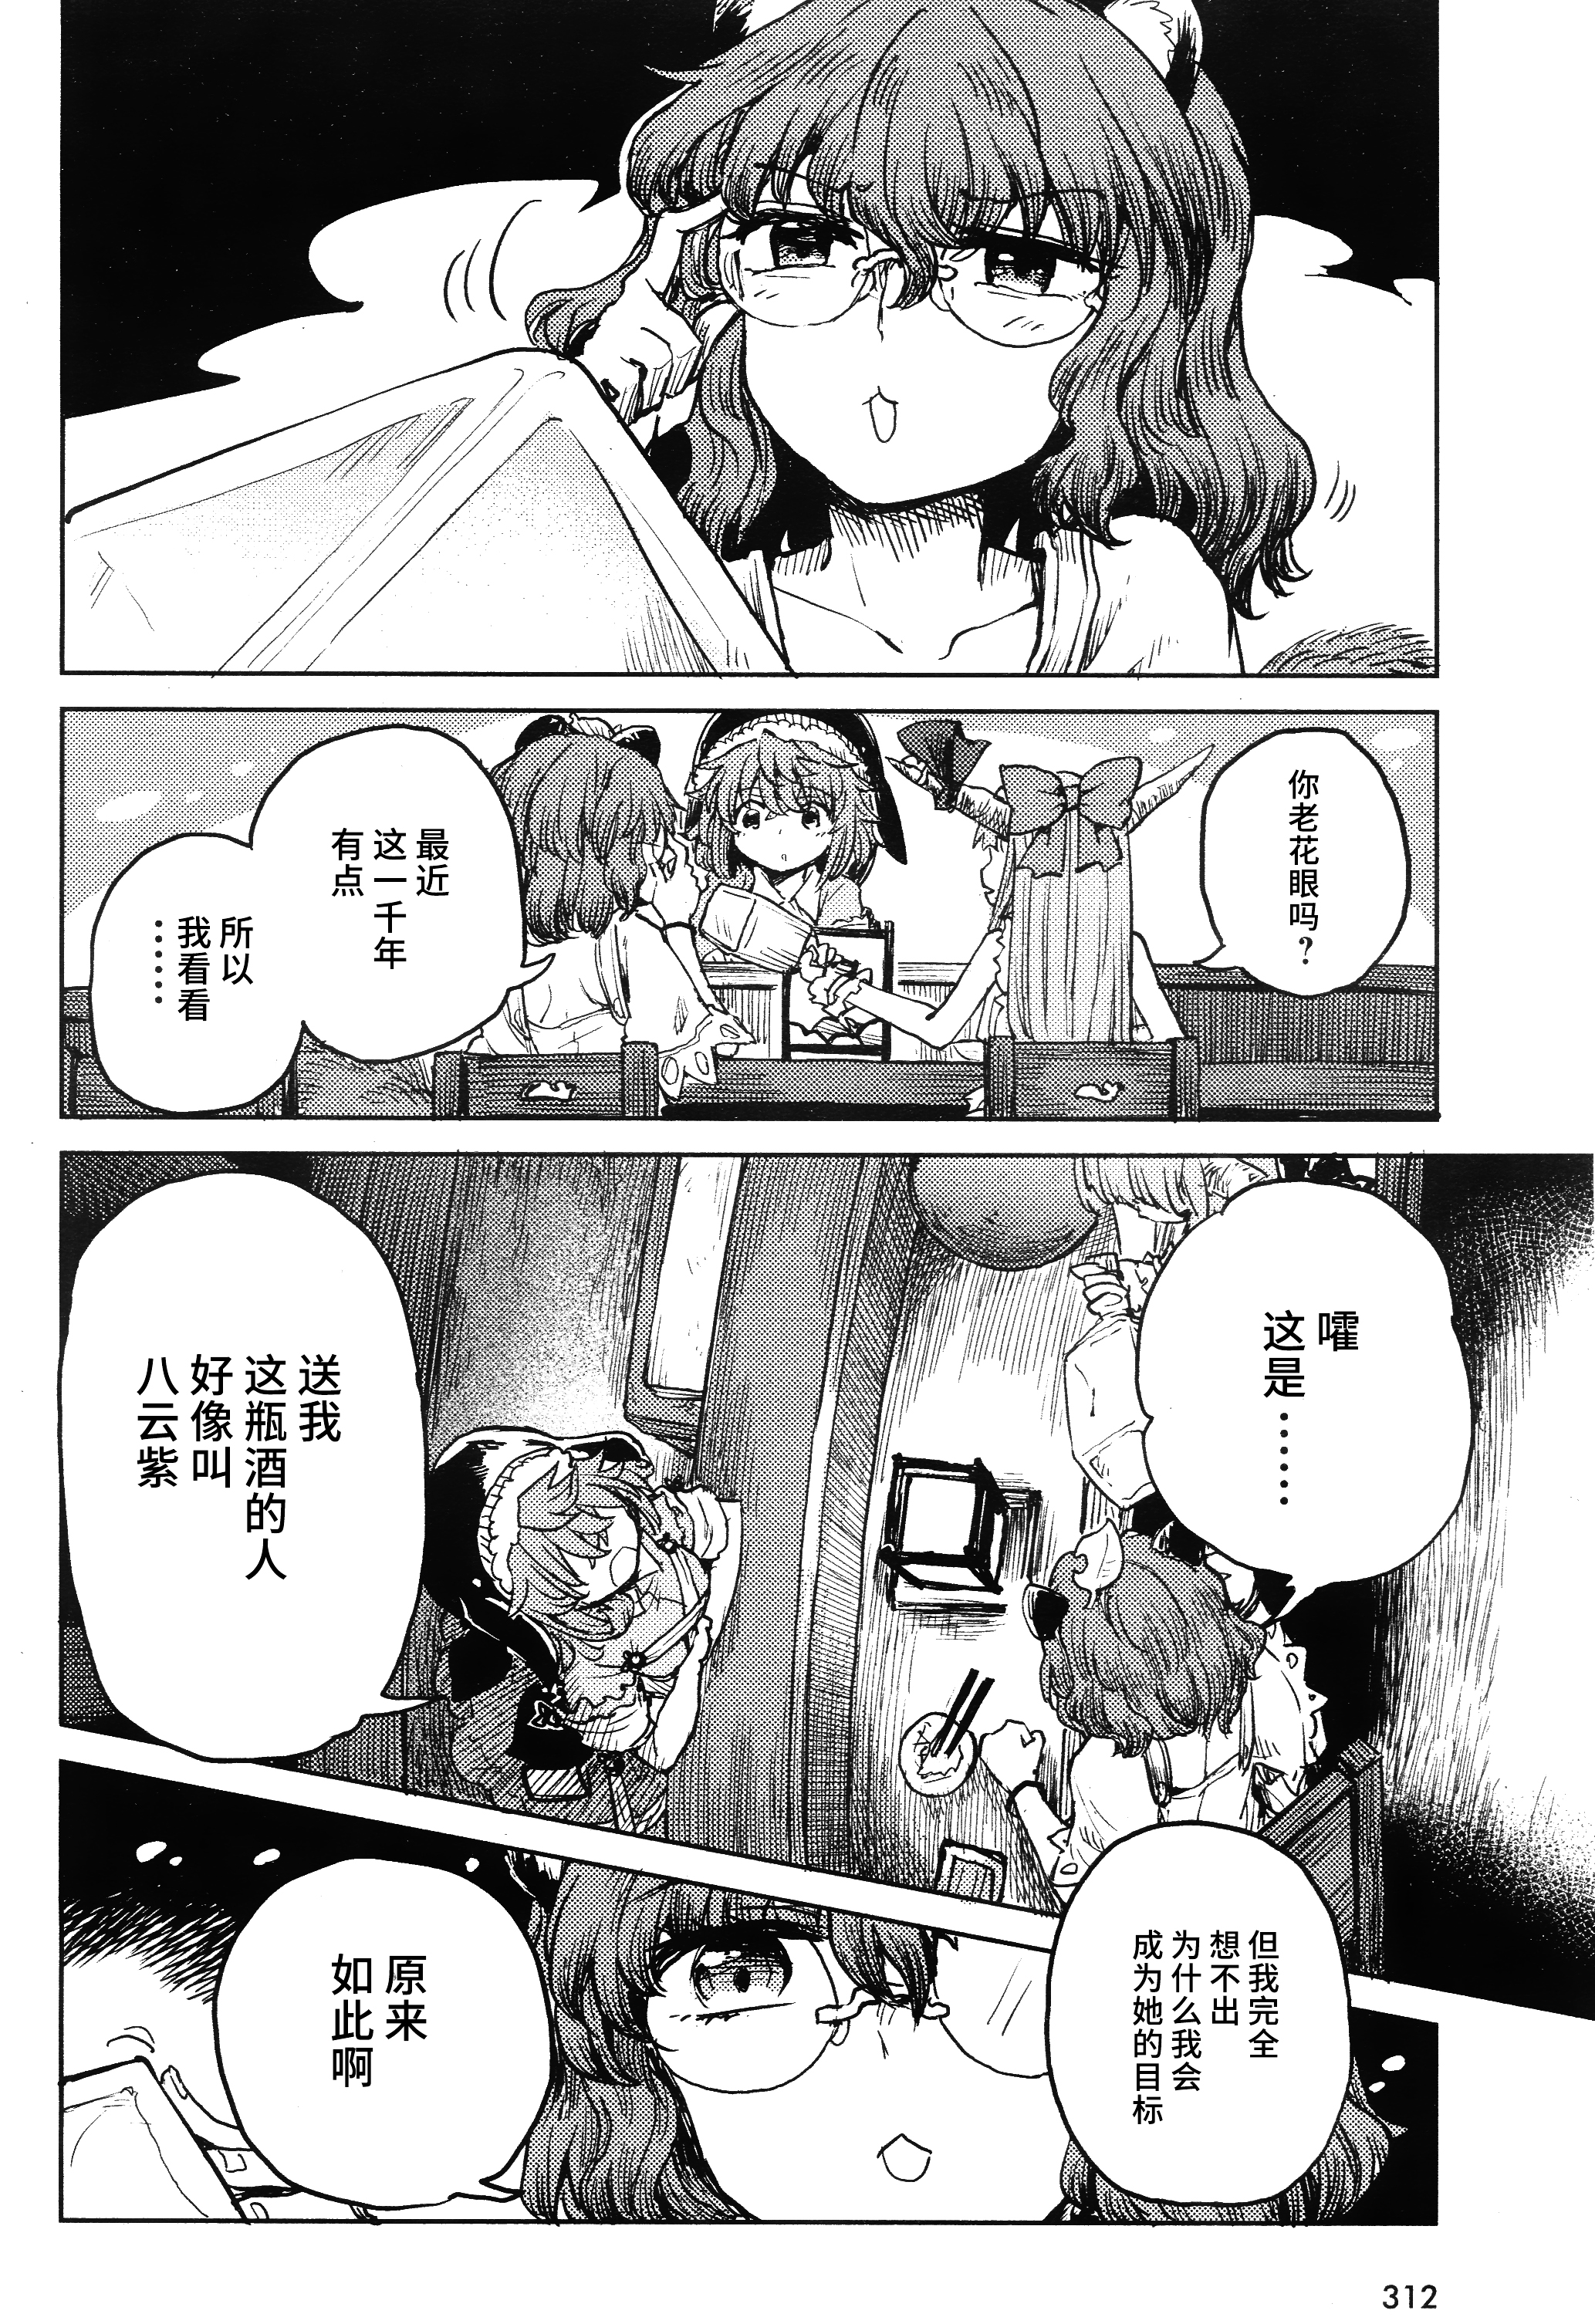 你老花眼吗？
最近
这一千年
有点
所以
我看看
……
嚯
这是……
送我
这瓶酒的人
好像叫
八云紫
但我完全
想不出
为什么我会
成为她的目标
原来
如此啊
312